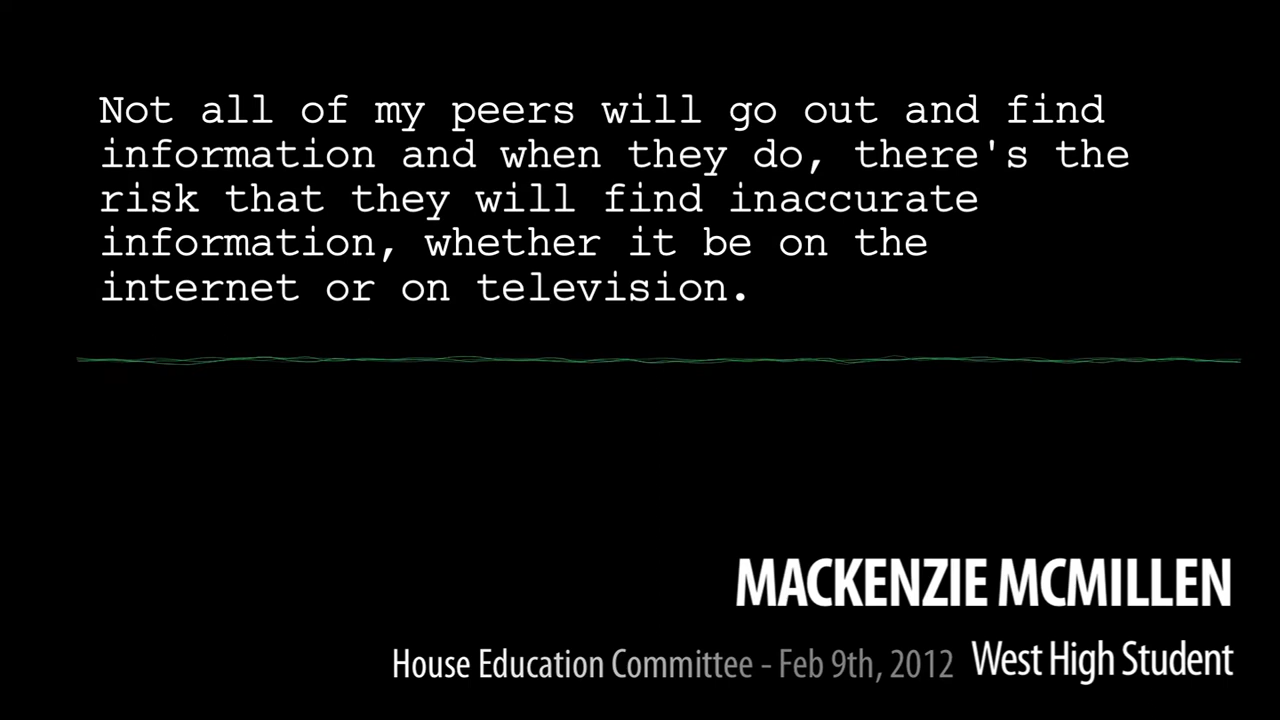 Not all of my peers will go out and find
information and when they do, there's the
risk that they will find inaccurate
information, whether it be on the
internet or on television.
MACKENZIE MCMILLEN
House Education Committee - Feb 9th, 2012 West High Student